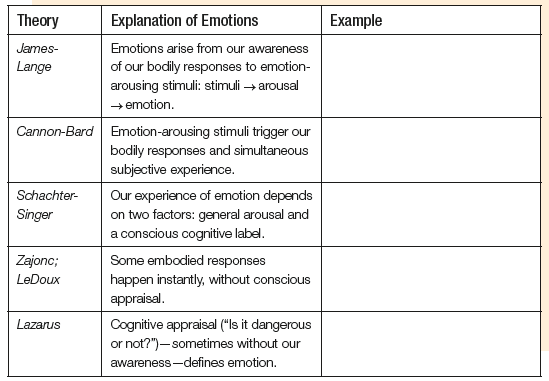 Theory Explanation of Emotions Example
James-
Lange
Emotions arise from our awareness
of our bodily responses to emotion-
arousing stimuli: stimuli → arousal
→ emotion.
Cannon-Bard
Emotion-arousing stimuli trigger our
bodily responses and simultaneous
subjective experience.
Schachter-
Singer
Our experience of emotion depends
on two factors: general arousal and
a conscious cognitive label.
Zajonc;
LeDoux
Some embodied responses
happen instantly, without conscious
appraisal.
Lazarus
Cognitive appraisal (“Is it dangerous
or not?”)—sometimes without our
awareness—defines emotion.